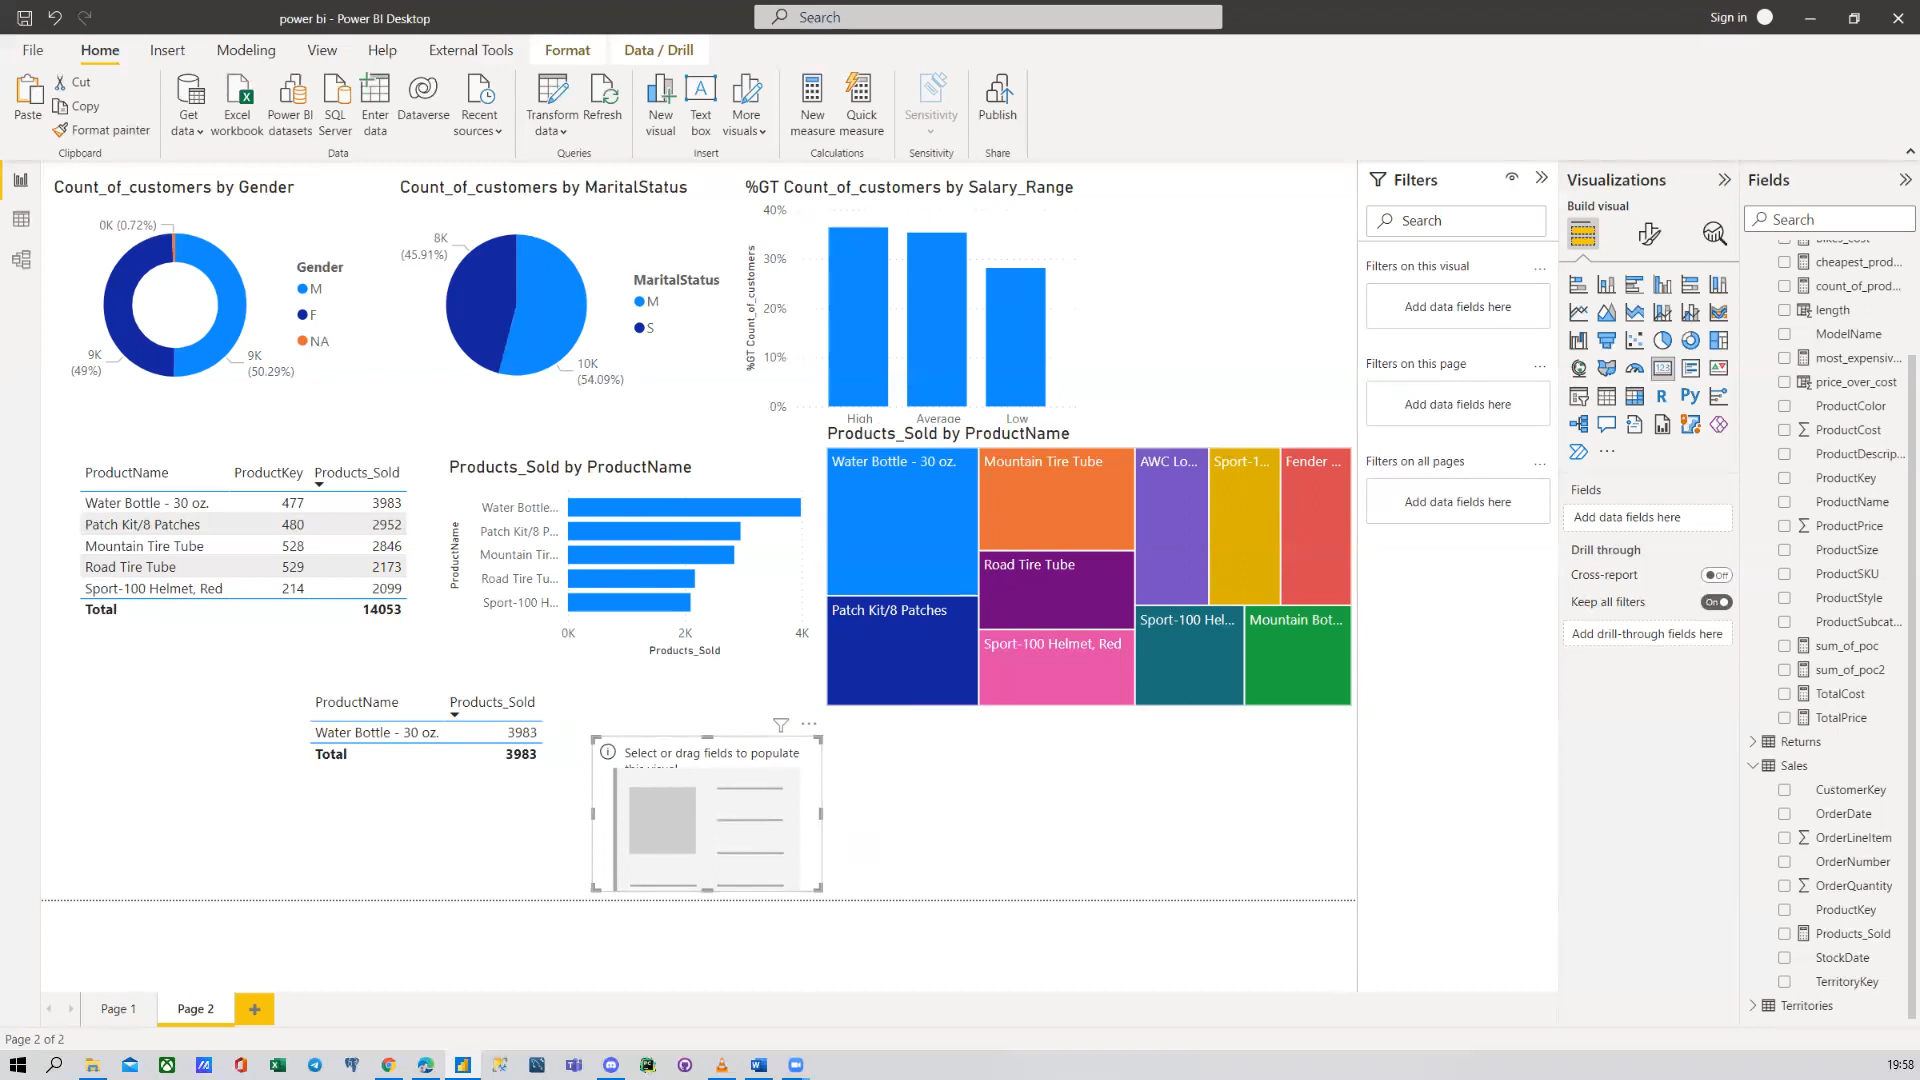 power bi - Power BI Desktop
Search
Sign in
File
Home
Insert
Modeling
View
Help
External Tools
Format
Data / Drill
Paste
Cut
Copy
Format painter
Clipboard
Get
data
Excel
workbook
Power BI
datasets
SQL
Server
Enter
data
Dataverse
Recent
sources
Data
Transform
data
Refresh
Queries
New
visual
Text
box
More
visuals
Insert
New
measure
Quick
measure
Calculations
Sensitivity
Sensitivity
Publish
Share
Count_of_customers by Gender
0K (0.72%)
9K
(49%)
9K
(50.29%)
Gender
M
F
NA
Count_of_customers by MaritalStatus
8K
(45.91%)
10K
(54.09%)
MaritalStatus
M
S
%GT Count_of_customers by Salary_Range
%GT Count_of_customers
40%
30%
20%
10%
0%
High
Average
Low
ProductName ProductKey Products_Sold
Water Bottle - 30 oz. 477 3983
Patch Kit/8 Patches 480 2952
Mountain Tire Tube 528 2846
Road Tire Tube 529 2173
Sport-100 Helmet, Red 214 2099
Total 14053
Products_Sold by ProductName
ProductName
Water Bottle...
Patch Kit/8 P...
Mountain Tir...
Road Tire Tu...
Sport-100 H...
0K
2K
4K
Products_Sold
Products_Sold by ProductName
Water Bottle - 30 oz.
Patch Kit/8 Patches
Mountain Tire Tube
Road Tire Tube
Sport-100 Helmet, Red
AWC Lo...
Sport-1...
Fender ...
Sport-100 Hel...
Mountain Bot...
ProductName Products_Sold
Water Bottle - 30 oz. 3983
Total 3983
Select or drag fields to populate
Filters
Search
Filters on this visual
Add data fields here
Filters on this page
Add data fields here
Filters on all pages
Add data fields here
Visualizations
Build visual
123
R
Py
Fields
Add data fields here
Drill through
Cross-report
Off
Keep all filters
On
Add drill-through fields here
Fields
Search
cheapest_prod...
count_of_prod...
length
ModelName
most_expensiv...
price_over_cost
ProductColor
ProductCost
ProductDescrip...
ProductKey
ProductName
ProductPrice
ProductSize
ProductSKU
ProductStyle
ProductSubcat...
sum_of_poc
sum_of_poc2
TotalCost
TotalPrice
Returns
Sales
CustomerKey
OrderDate
OrderLineItem
OrderNumber
OrderQuantity
ProductKey
Products_Sold
StockDate
TerritoryKey
Territories
Page 1
Page 2
Page 2 of 2
19:58